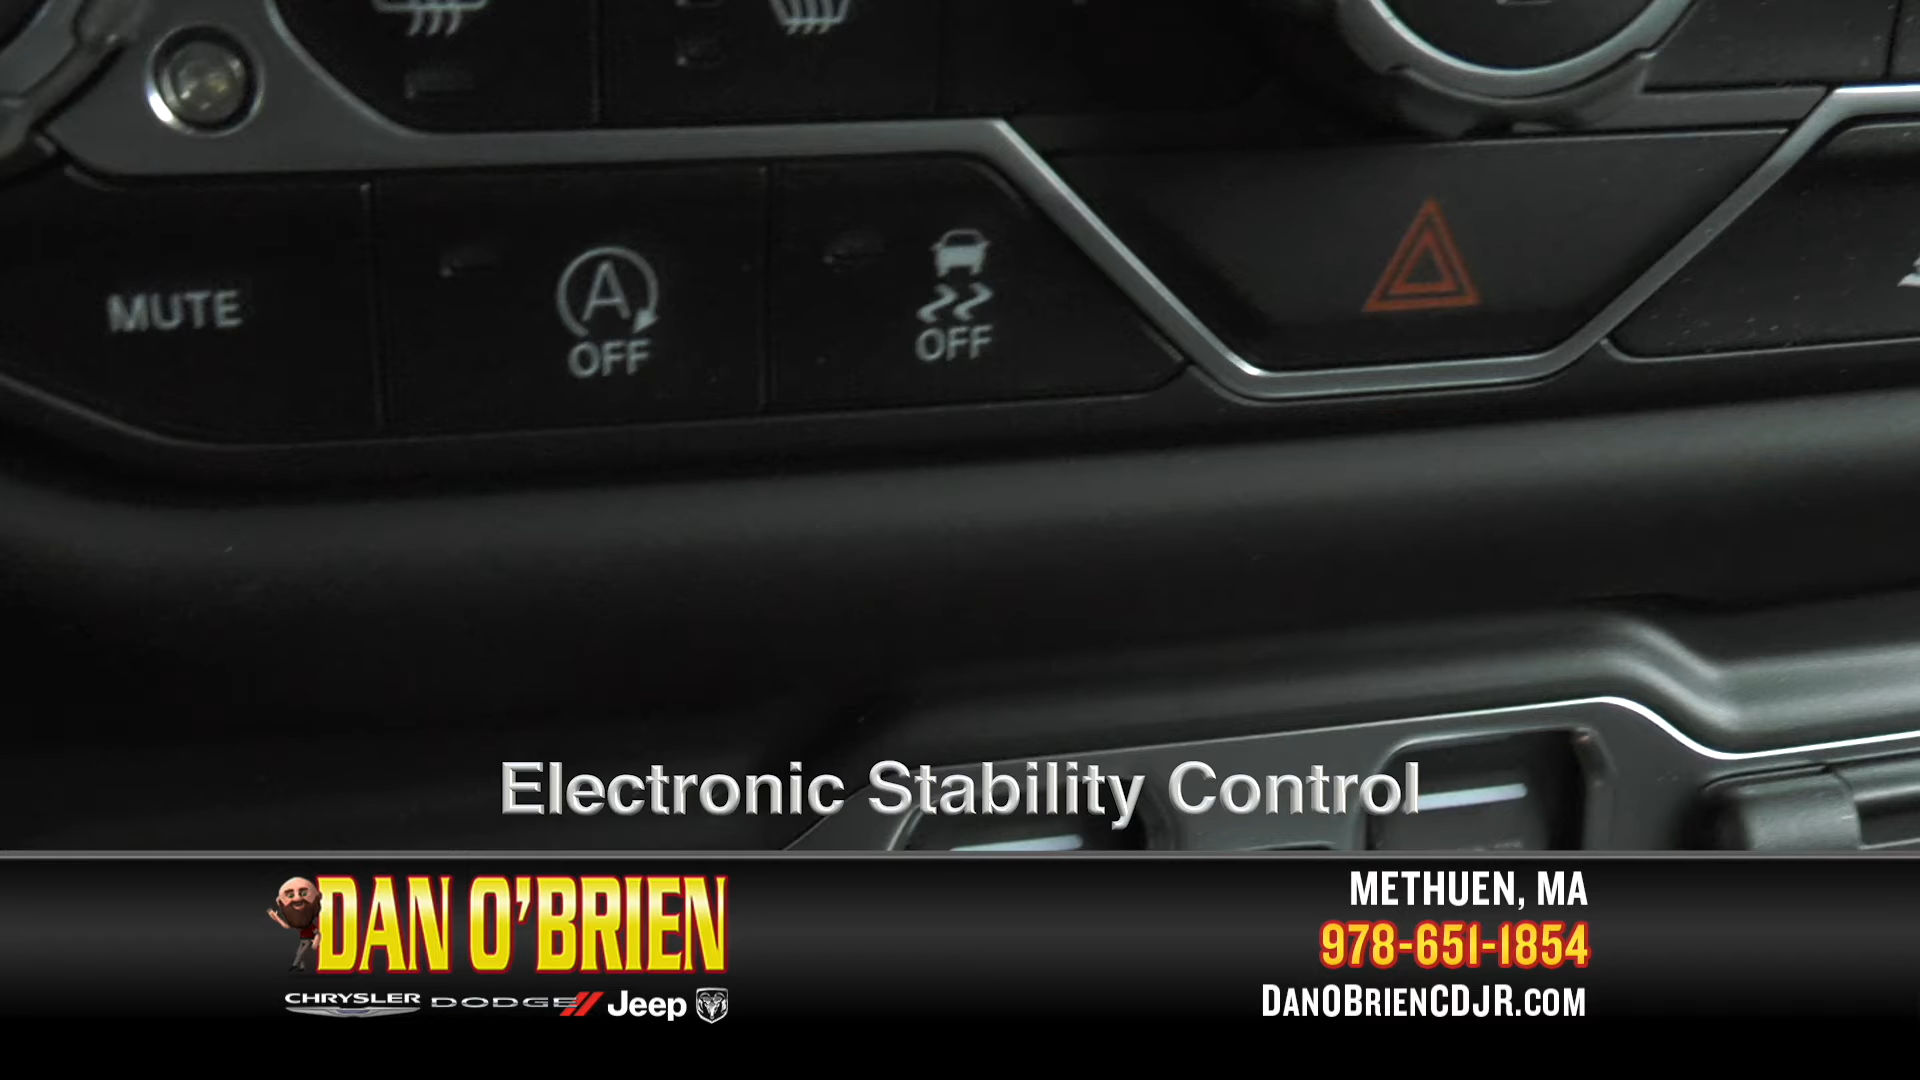 MUTE
A
OFF
OFF
Electronic Stability Control
DAN O'BRIEN
CHRYSLER DODGE Jeep
METHUEN, MA
978-651-1854
DANOBRIENCDJR.COM